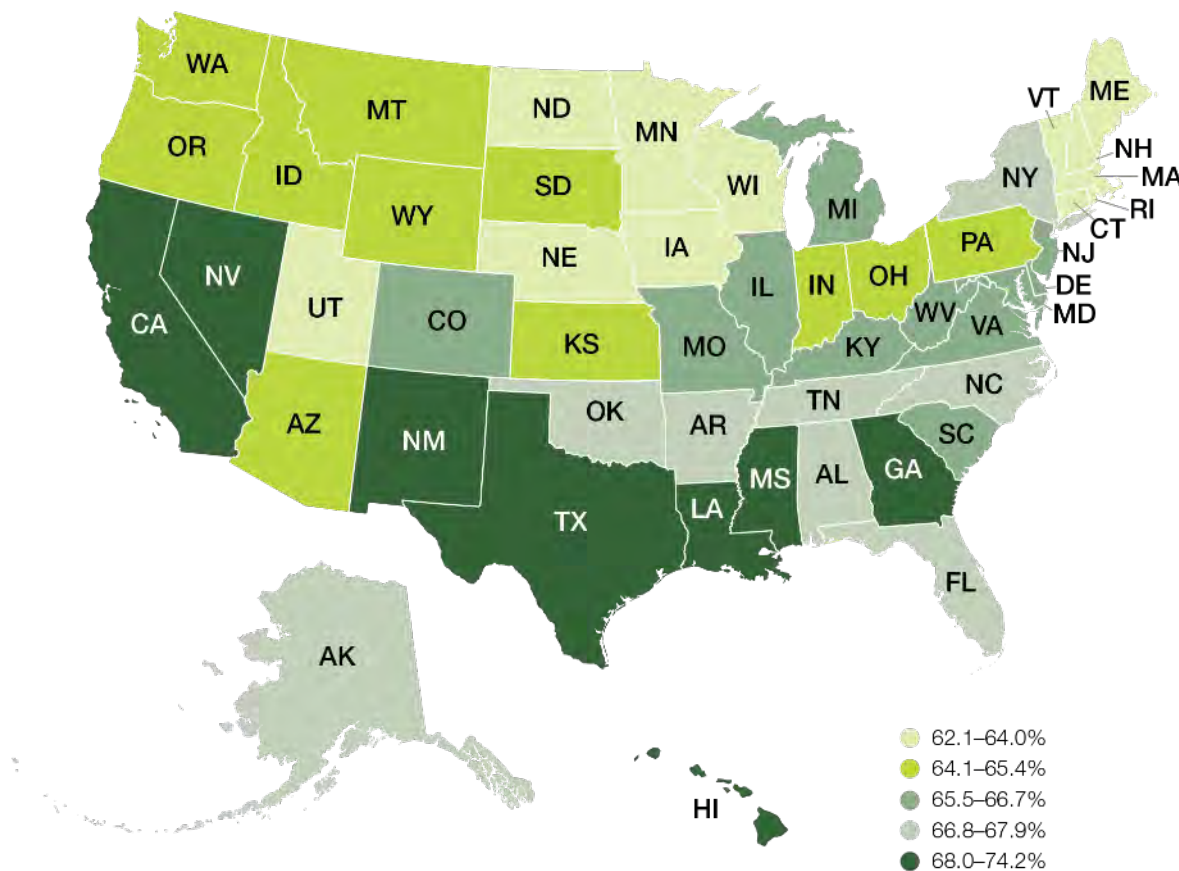 WA
MT
ND
MN
VT
ME
OR
ID
SD
WI
NH
MA
NY
WY
MI
RI
CT
PA
NJ
NE
IA
NV
UT
CO
IL
IN
OH
DE
MD
CA
KS
MO
WV
VA
KY
AZ
NM
OK
AR
TN
NC
SC
TX
LA
MS
AL
GA
FL
AK
HI
62.1–64.0%
64.1–65.4%
65.5–66.7%
66.8–67.9%
68.0–74.2%